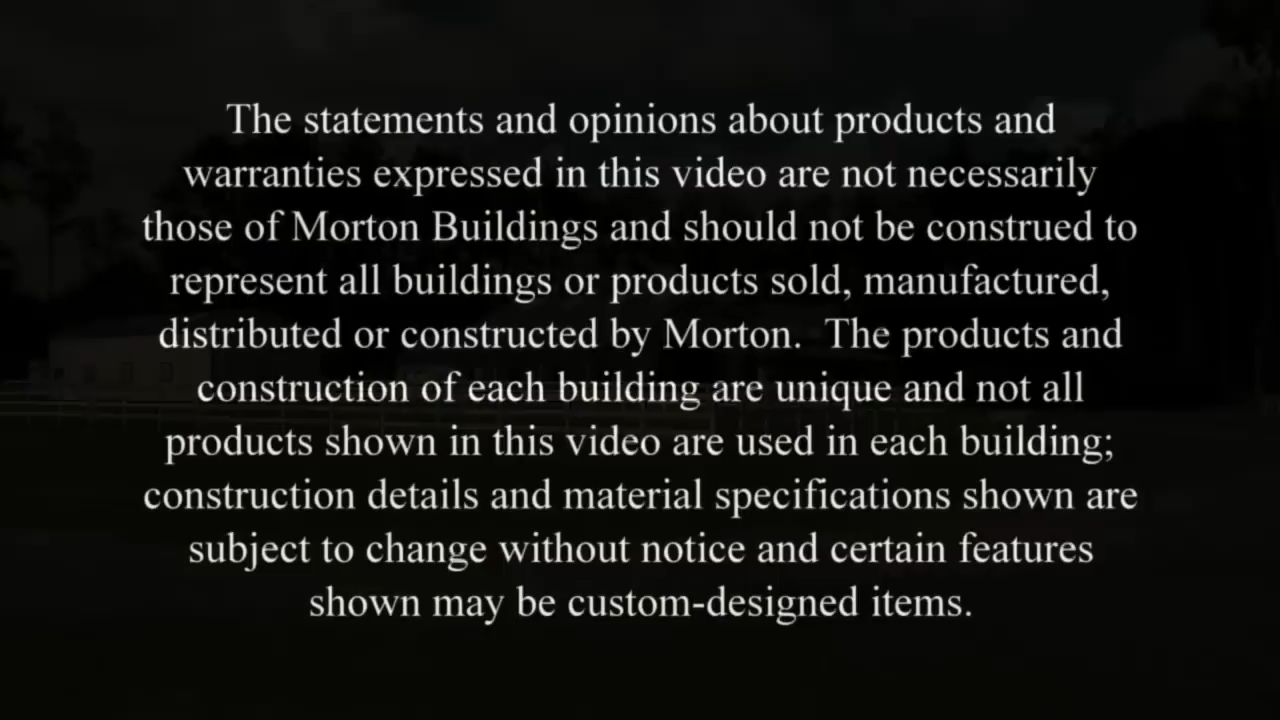 The statements and opinions about products and
warranties expressed in this video are not necessarily
those of Morton Buildings and should not be construed to
represent all buildings or products sold, manufactured,
distributed or constructed by Morton.  The products and
construction of each building are unique and not all
products shown in this video are used in each building;
construction details and material specifications shown are
subject to change without notice and certain features
shown may be custom-designed items.